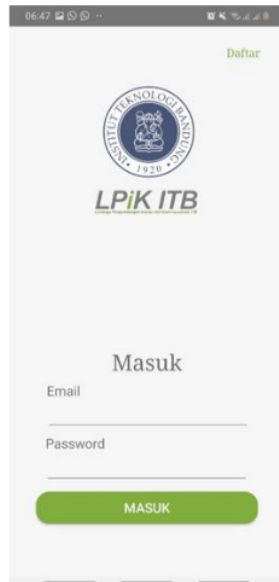 06:47
Daftar
INSTITUT TEKNOLOGI BANDUNG
1920
LPiK ITB
Masuk
Email
Password
MASUK